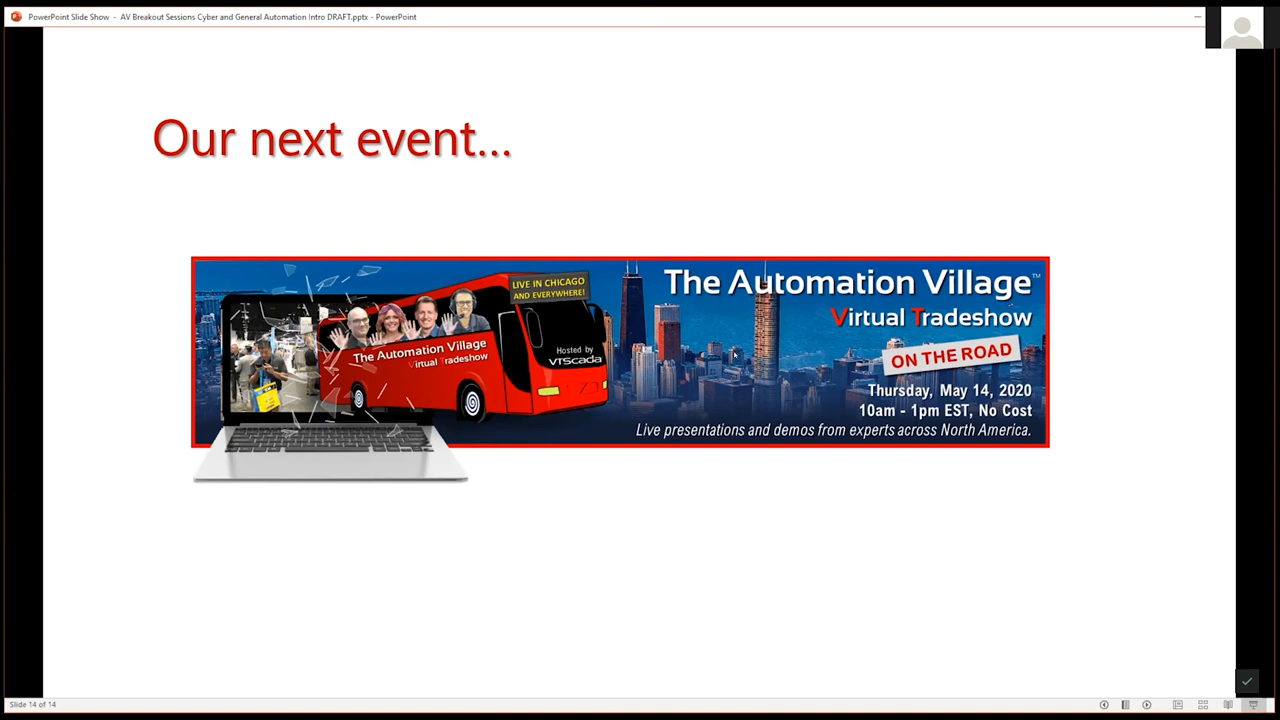 PowerPoint Slide Show - AV Breakout Sessions Cyber and General Automation Intro DRAFT.pptx - PowerPoint
Our next event...
LIVE IN CHICAGO
AND EVERYWHERE!
The Automation Village
Virtual Tradeshow
Hosted by
VTScada
The Automation Village™
Virtual Tradeshow
ON THE ROAD
Thursday, May 14, 2020
10am - 1pm EST, No Cost
Live presentations and demos from experts across North America.
Slide 14 of 14